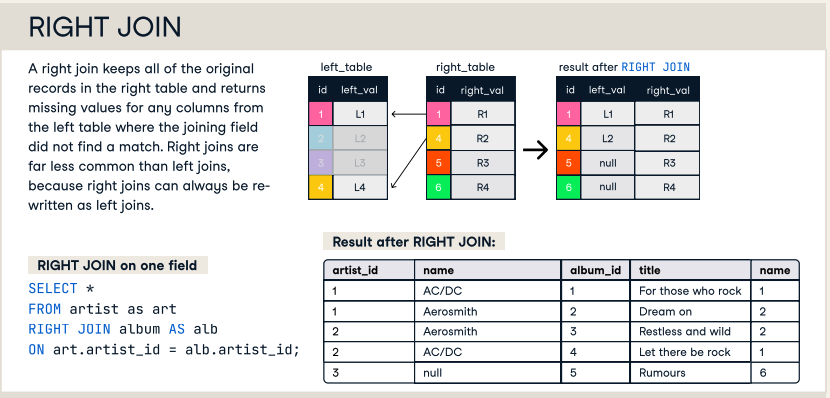 RIGHT JOIN
A right join keeps all of the original
records in the right table and returns
missing values for any columns from
the left table where the joining field
did not find a match. Right joins are
far less common than left joins,
because right joins can always be re-
written as left joins.
left_table
id left_val
1 L1
2 L2
3 L3
4 L4
right_table
id right_val
1 R1
4 R2
5 R3
6 R4
result after RIGHT JOIN
id left_val right_val
1 L1 R1
4 L2 R2
5 null R3
6 null R4
RIGHT JOIN on one field
SELECT *
FROM artist as art
RIGHT JOIN album AS alb
ON art.artist_id = alb.artist_id;
Result after RIGHT JOIN:
artist_id name album_id title name
1 AC/DC 1 For those who rock 1
1 Aerosmith 2 Dream on 2
2 Aerosmith 3 Restless and wild 2
2 AC/DC 4 Let there be rock 1
3 null 5 Rumours 6